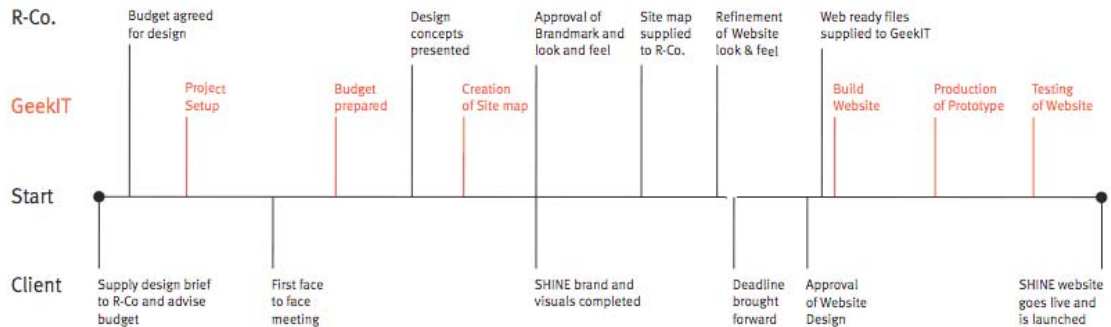 R-Co.
Budget agreed
for design
Design
concepts
presented
Approval of
Brandmark and
look and feel
Site map
supplied
to R-Co.
Refinement
of Website
look & feel
Web ready files
supplied to GeekIT
GeekIT
Project
Setup
Budget
prepared
Creation
of Site map
Build
Website
Production
of Prototype
Testing
of Website
Start
Client
Supply design brief
to R-Co and advise
budget
First face
to face
meeting
SHINE brand and
visuals completed
Deadline
brought
forward
Approval
of Website
Design
SHINE website
goes live and
is launched